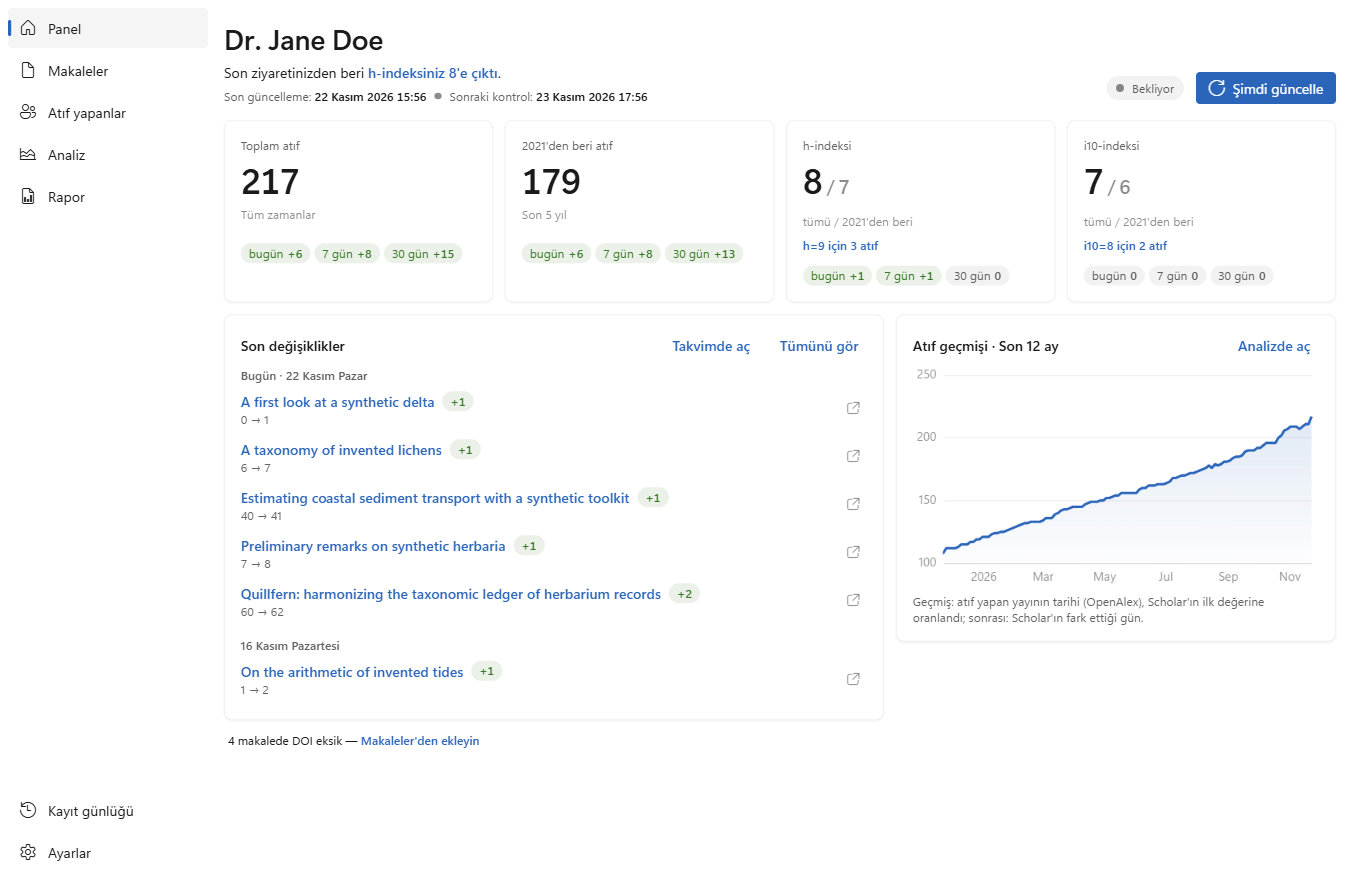 Panel
Makaleler
Atıf yapanlar
Analiz
Rapor
Kayıt günlüğü
Ayarlar
Dr. Jane Doe
Son ziyaretinizden beri h-indeksiniz 8'e çıktı.
Son güncelleme: 22 Kasım 2026 15:56 ● Sonraki kontrol: 23 Kasım 2026 17:56
Bekliyor
Şimdi güncelle
Toplam atıf
217
Tüm zamanlar
bugün +6 7 gün +8 30 gün +15
2021'den beri atıf
179
Son 5 yıl
bugün +6 7 gün +8 30 gün +13
h-indeksi
8 / 7
tümü / 2021'den beri
h=9 için 3 atıf
bugün +1 7 gün +1 30 gün 0
i10-indeksi
7 / 6
tümü / 2021'den beri
i10=8 için 2 atıf
bugün 0 7 gün 0 30 gün 0
Son değişiklikler Takvimde aç Tümünü gör
Bugün · 22 Kasım Pazar
A first look at a synthetic delta +1
0 → 1
A taxonomy of invented lichens +1
6 → 7
Estimating coastal sediment transport with a synthetic toolkit +1
40 → 41
Preliminary remarks on synthetic herbaria +1
7 → 8
Quillfern: harmonizing the taxonomic ledger of herbarium records +2
60 → 62
16 Kasım Pazartesi
On the arithmetic of invented tides +1
1 → 2
4 makalede DOI eksik — Makaleler'den ekleyin
Atıf geçmişi · Son 12 ay Analizde aç
250
200
150
100
2026 Mar May Jul Sep Nov
Geçmiş: atıf yapan yayının tarihi (OpenAlex), Scholar'ın ilk değerine
oranlandı; sonrası: Scholar'ın fark ettiği gün.